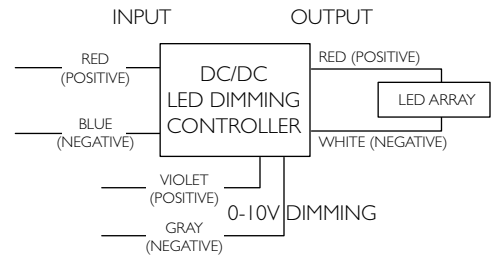 INPUT
OUTPUT
RED
(POSITIVE)
DC/DC
LED DIMMING
CONTROLLER
RED (POSITIVE)
LED ARRAY
BLUE
(NEGATIVE)
WHITE (NEGATIVE)
VIOLET
(POSITIVE)
0-10V DIMMING
GRAY
(NEGATIVE)